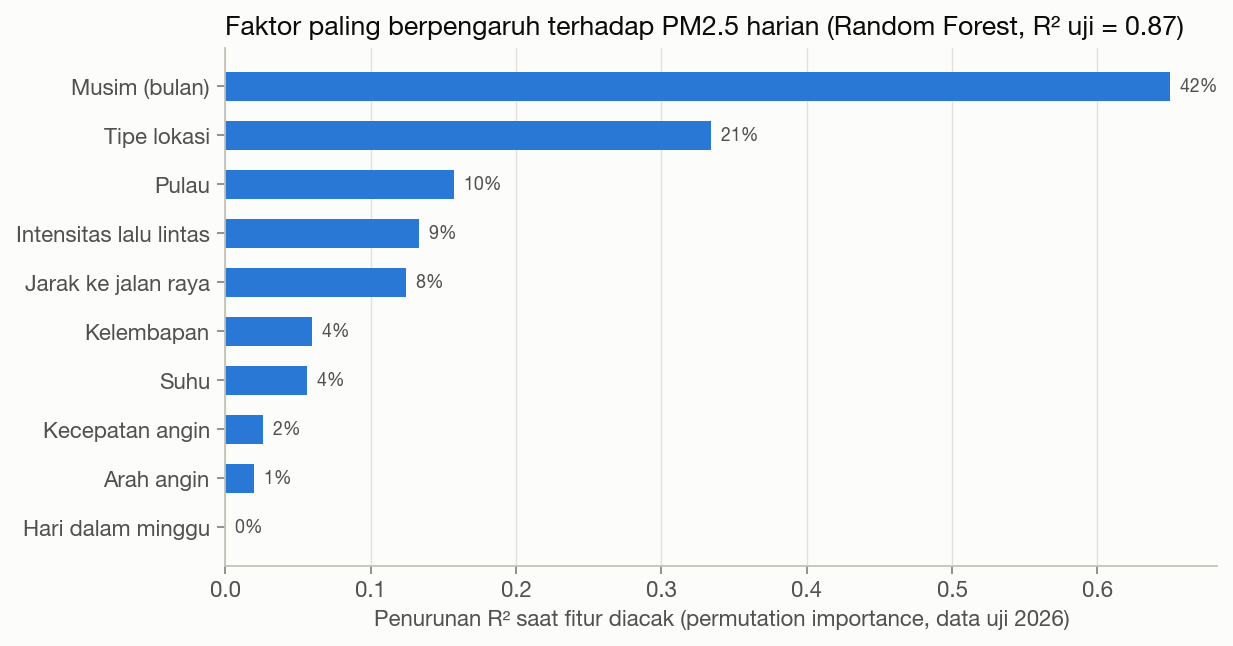 Faktor paling berpengaruh terhadap PM2.5 harian (Random Forest, R² uji = 0.87)
Musim (bulan) 42%
Tipe lokasi 21%
Pulau 10%
Intensitas lalu lintas 9%
Jarak ke jalan raya 8%
Kelembapan 4%
Suhu 4%
Kecepatan angin 2%
Arah angin 1%
Hari dalam minggu 0%
0.0 0.1 0.2 0.3 0.4 0.5 0.6
Penurunan R² saat fitur diacak (permutation importance, data uji 2026)